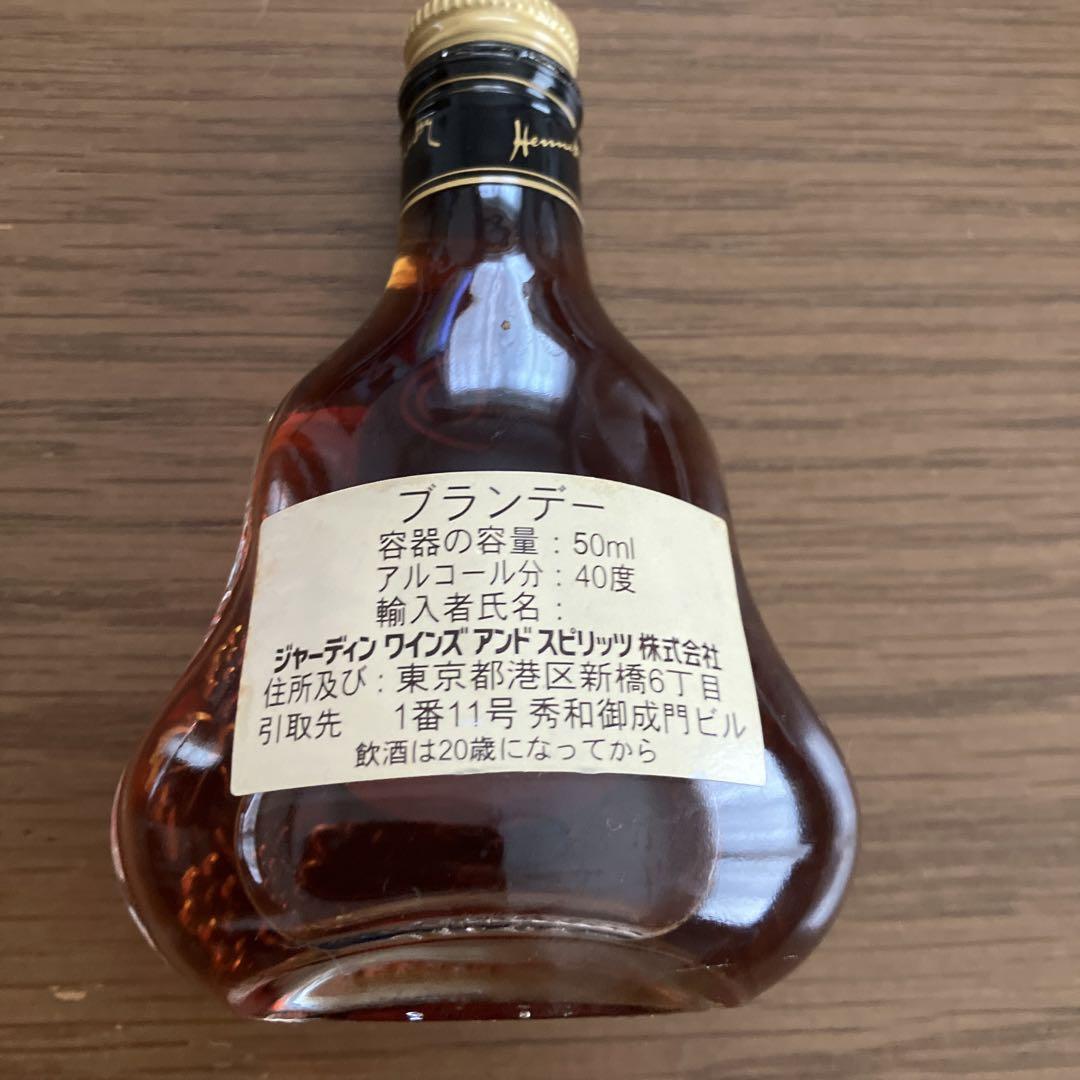 ブランデー
容器の容量：50ml
アルコール分：40度
輸入者氏名：
ジャーディン ワインズ アンド スピリッツ 株式会社
住所及び：東京都港区新橋6丁目
引取先 1番11号 秀和御成門ビル
飲酒は20歳になってから